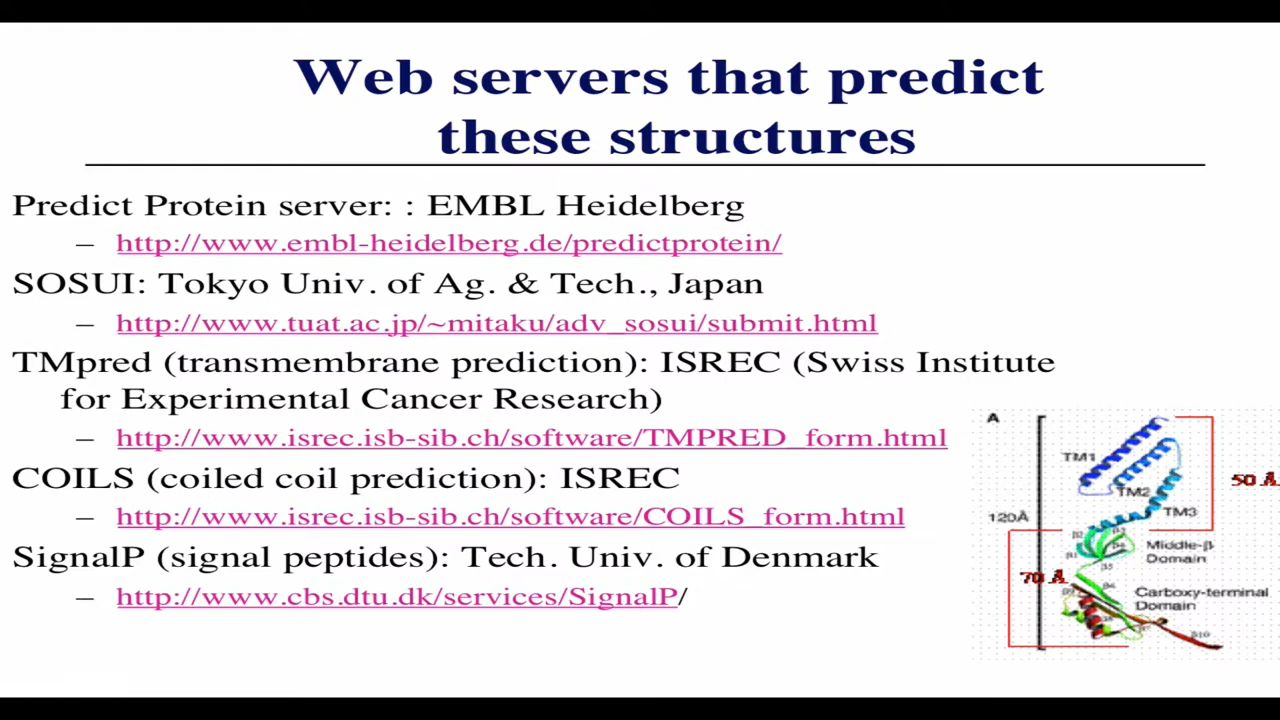 Web servers that predict
these structures
Predict Protein server: : EMBL Heidelberg
– http://www.embl-heidelberg.de/predictprotein/
SOSUI: Tokyo Univ. of Ag. & Tech., Japan
– http://www.tuat.ac.jp/~mitaku/adv_sosui/submit.html
TMpred (transmembrane prediction): ISREC (Swiss Institute
for Experimental Cancer Research)
– http://www.isrec.isb-sib.ch/software/TMPRED_form.html
COILS (coiled coil prediction): ISREC
– http://www.isrec.isb-sib.ch/software/COILS_form.html
SignalP (signal peptides): Tech. Univ. of Denmark
– http://www.cbs.dtu.dk/services/SignalP/
A
TM1
50 Å
TM2
TM3
120Å
Middle-β
Domain
70 Å
Carboxy-terminal
Domain
β10